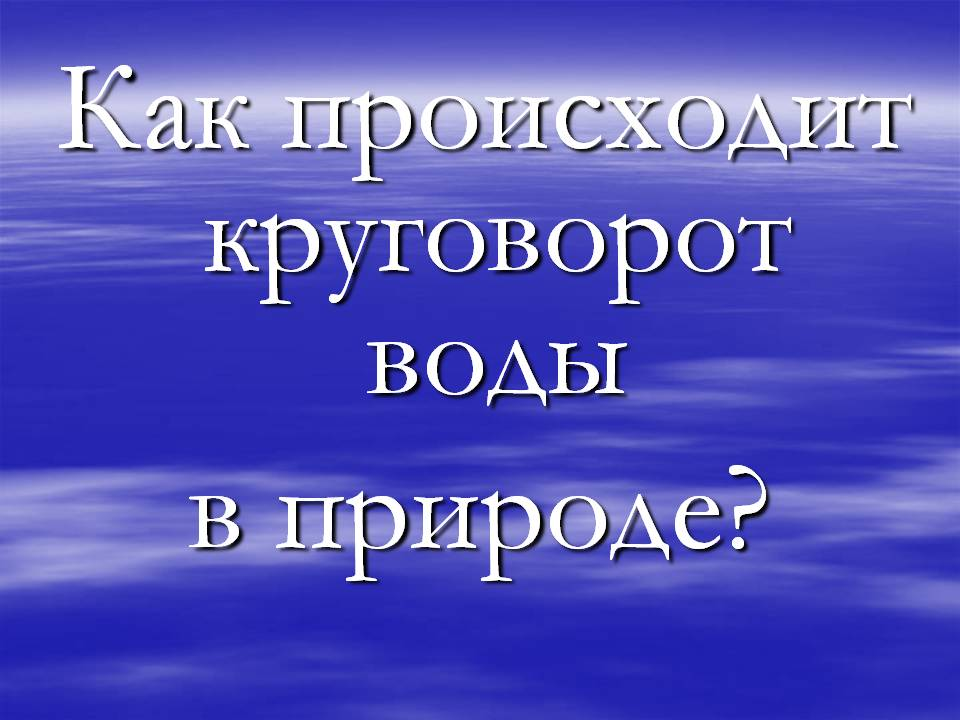 Как происходит
круговорот
воды
в природе?